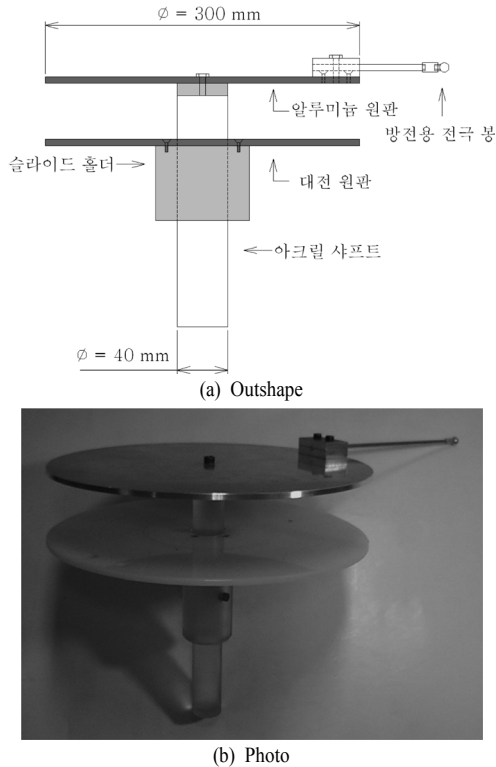 Ø = 300 mm
알루미늄 원판
방전용 전극 봉
슬라이드 홀더
대전 원판
아크릴 샤프트
Ø = 40 mm
(a) Outshape
(b) Photo